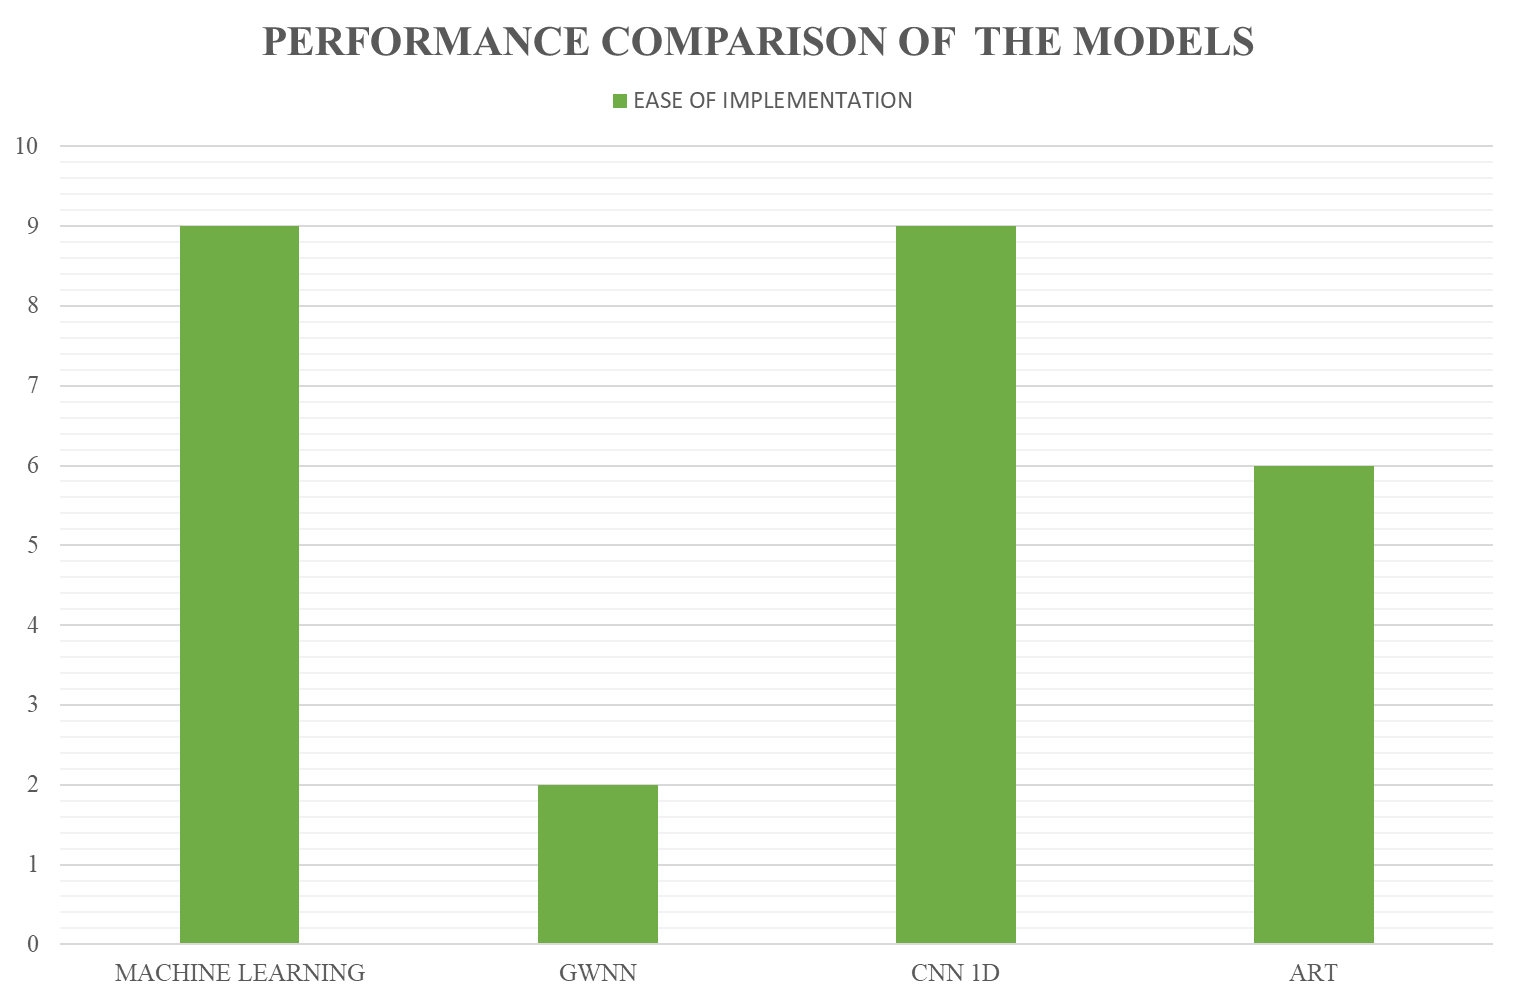 PERFORMANCE COMPARISON OF  THE MODELS
EASE OF IMPLEMENTATION
10
9
8
7
6
5
4
3
2
1
0
MACHINE LEARNING
GWNN
CNN 1D
ART